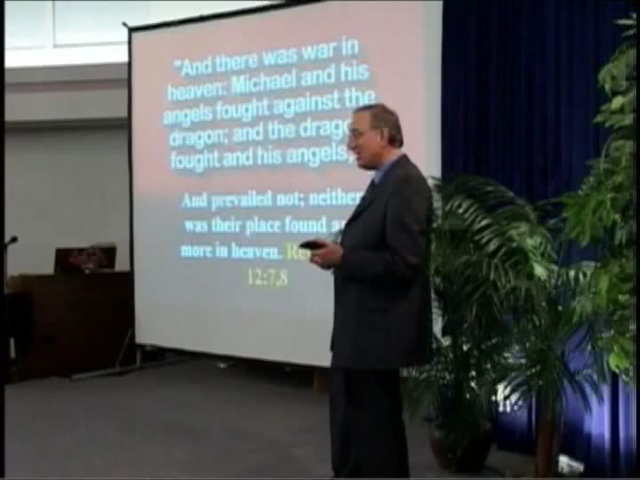 "And there was war in
heaven: Michael and his
angels fought against the
dragon; and the
fought and his angels,
And prevailed not; neither
was their place found
more in heaven.
12:7,8